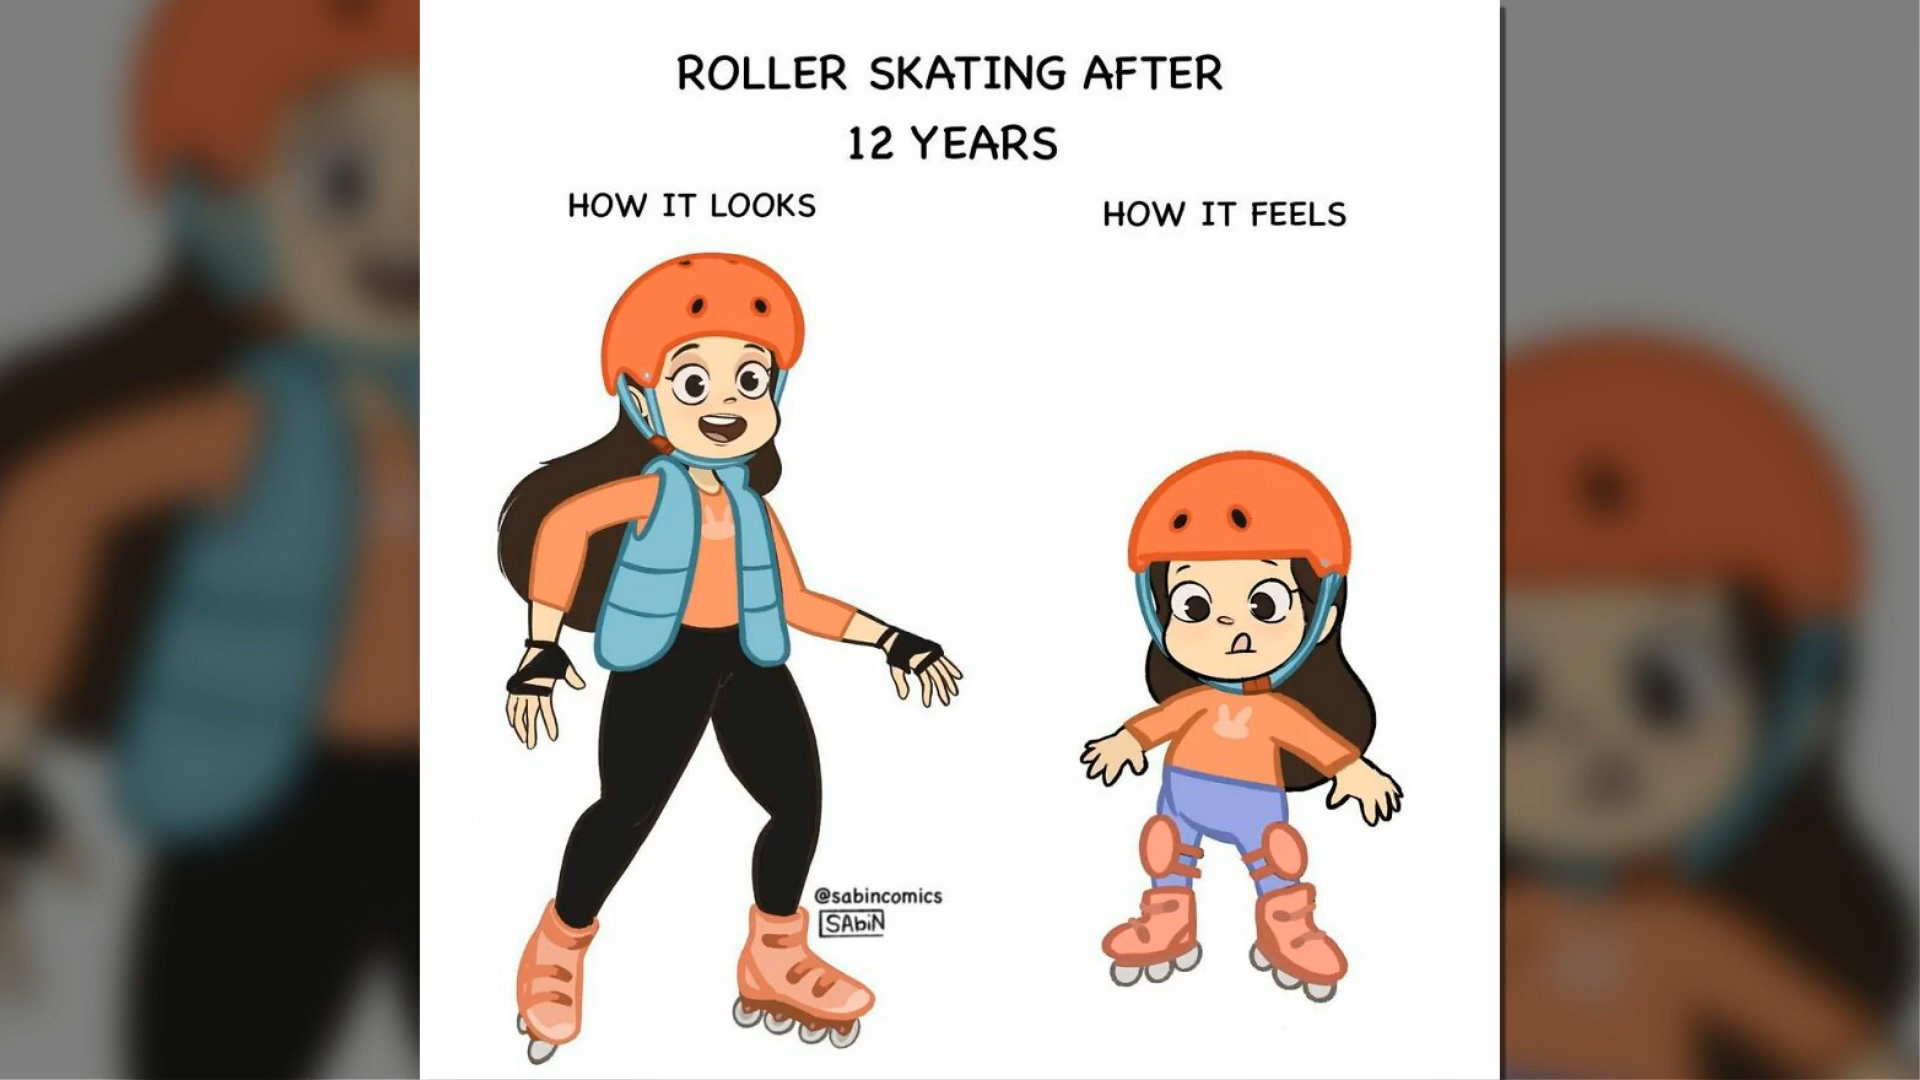 ROLLER SKATING AFTER
12 YEARS
HOW IT LOOKS
HOW IT FEELS
@sabincomics
SAbiN